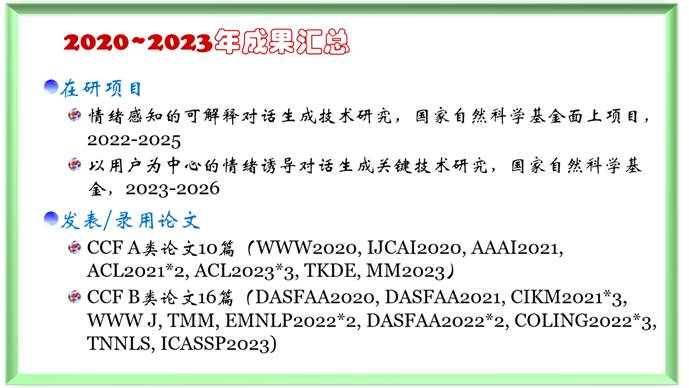 2020~2023年成果汇总
在研项目
情绪感知的可解释对话生成技术研究，国家自然科学基金面上项目，
2022-2025
以用户为中心的情绪诱导对话生成关键技术研究，国家自然科学基
金，2023-2026
发表/录用论文
CCF A类论文10篇（WWW2020, IJCAI2020, AAAI2021,
ACL2021*2, ACL2023*3, TKDE, MM2023）
CCF B类论文16篇（DASFAA2020, DASFAA2021, CIKM2021*3,
WWW J, TMM, EMNLP2022*2, DASFAA2022*2, COLING2022*3,
TNNLS, ICASSP2023)